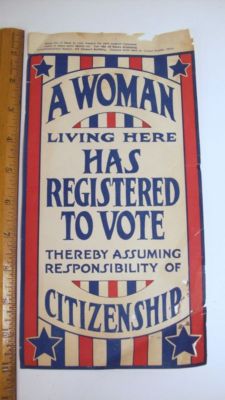 A WOMAN
LIVING HERE
HAS
REGISTERED
TO VOTE
THEREBY ASSUMING
RESPONSIBILITY OF
CITIZENSHIP